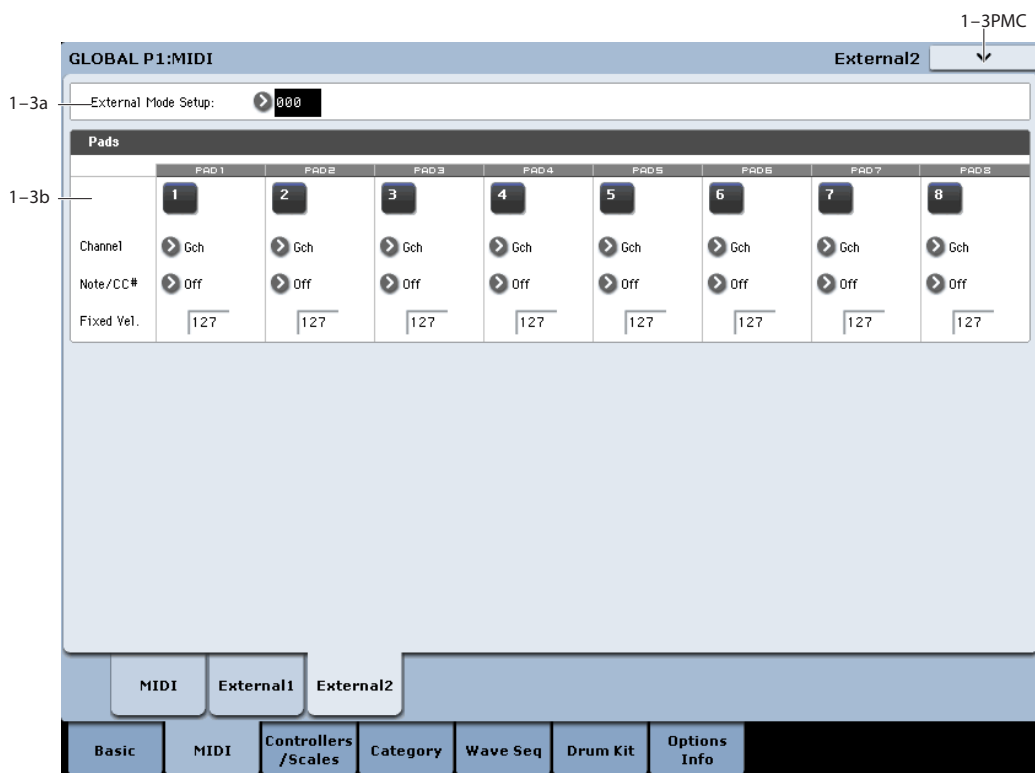 1–3PMC
GLOBAL P1:MIDI External2
1–3a External Mode Setup: 000
Pads
PAD1 PAD2 PAD3 PAD4 PAD5 PAD6 PAD7 PAD8
1–3b 1 2 3 4 5 6 7 8
Channel Gch Gch Gch Gch Gch Gch Gch Gch
Note/CC# Off Off Off Off Off Off Off Off
Fixed Vel. 127 127 127 127 127 127 127 127
MIDI External1 External2
Basic MIDI Controllers /Scales Category Wave Seq Drum Kit Options Info